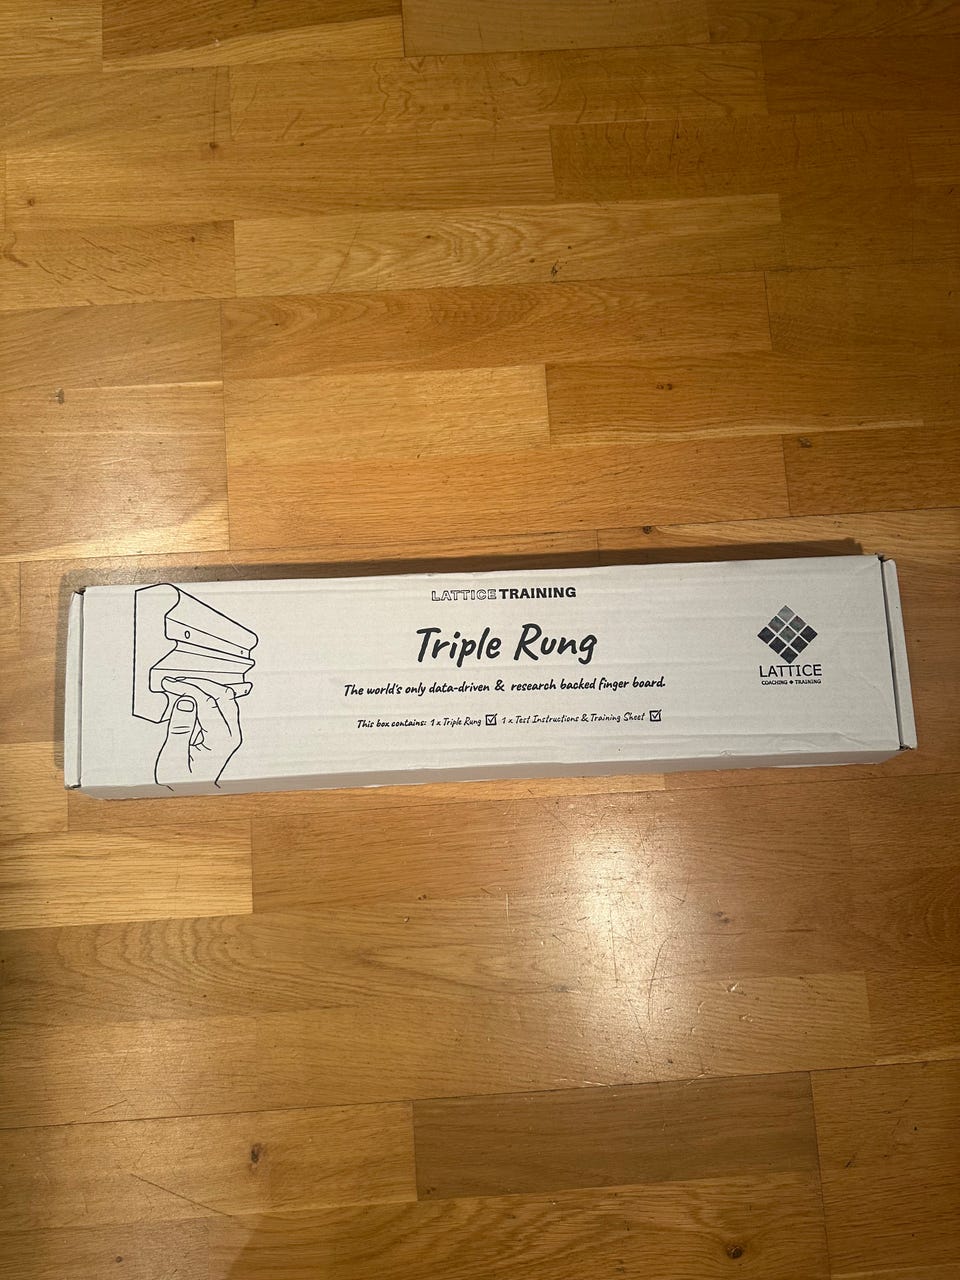 LATTICE TRAINING
Triple Rung
The world's only data-driven & research backed finger board.
This box contains: 1 x Triple Rung ☑ 1 x Test Instructions & Training Sheet ☑
LATTICE
COACHING ♦ TRAINING